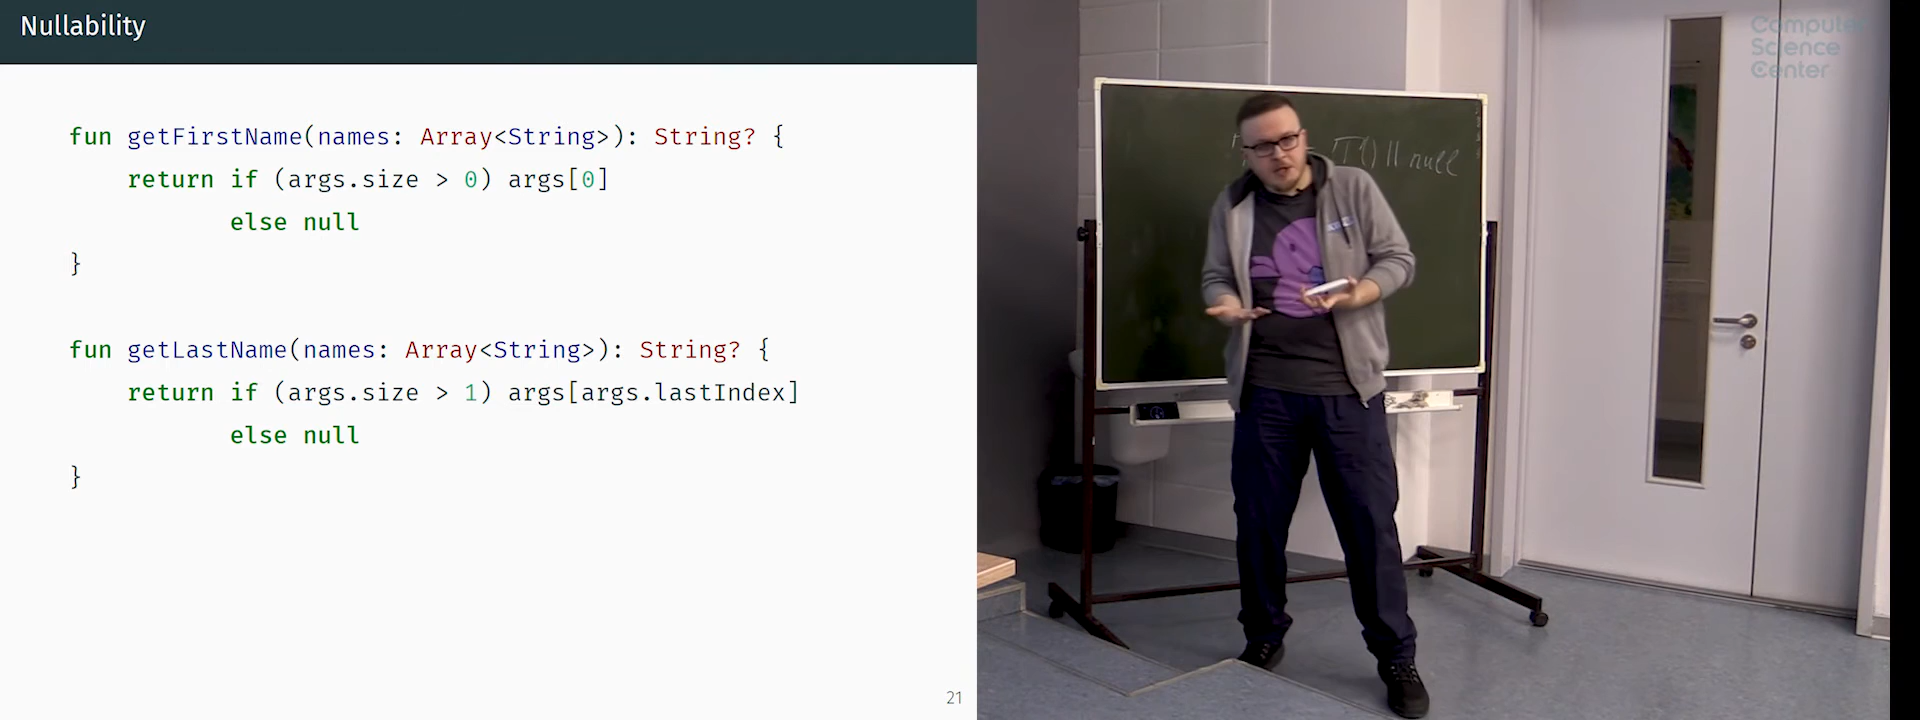 Nullability
fun getFirstName(names: Array<String>): String? {
return if (args.size > 0) args[0]
else null
}
fun getLastName(names: Array<String>): String? {
return if (args.size > 1) args[args.lastIndex]
else null
}
21
Computer
Science
Center
|| null